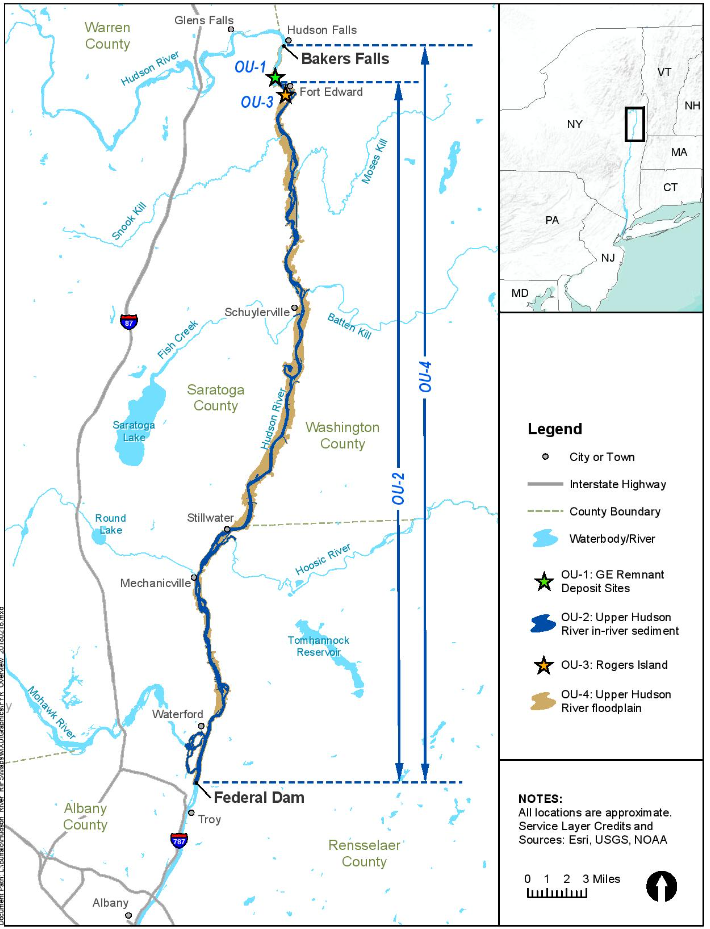 Warren
County
Glens Falls
Hudson Falls
Bakers Falls
Hudson River
OU-1
OU-3
Fort Edward
Moses Kill
Snook Kill
87
Schuylerville
Batten Kill
Fish Creek
Saratoga
County
Saratoga
Lake
Hudson River
Washington
County
OU-4
OU-2
Stillwater
Round
Lake
Hoosic River
Mechanicville
Tomhannock
Reservoir
Mohawk River
Waterford
Federal Dam
Troy
Albany
County
787
Rensselaer
County
Albany
VT
NH
NY
MA
CT
PA
NJ
MD
Legend
City or Town
Interstate Highway
County Boundary
Waterbody/River
OU-1: GE Remnant
Deposit Sites
OU-2: Upper Hudson
River in-river sediment
OU-3: Rogers Island
OU-4: Upper Hudson
River floodplain
NOTES:
All locations are approximate.
Service Layer Credits and
Sources: Esri, USGS, NOAA
0 1 2 3 Miles